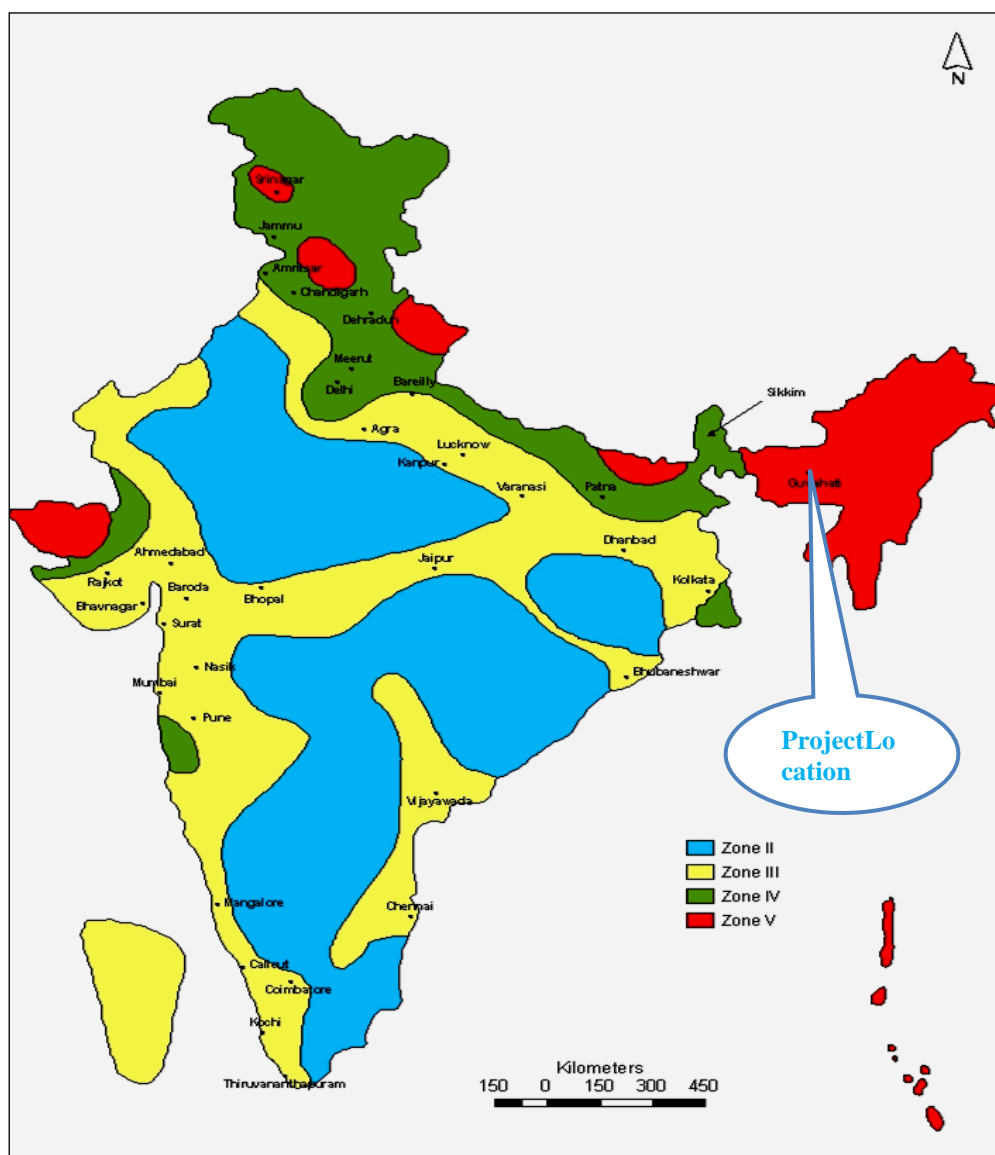 N
Srinagar
Jammu
Amritsar
Chandigarh
Dehradun
Meerut
Delhi
Bareilly
Sikkim
Agra
Lucknow
Kanpur
Guwahati
Varanasi
Patna
Ahmedabad
Dhanbad
Jaipur
Rajkot
Baroda
Bhopal
Kolkata
Bhavnagar
Surat
Nasik
Bhubaneshwar
Mumbai
Pune
ProjectLo
cation
Vijayawada
Zone II
Zone III
Zone IV
Zone V
Mangalore
Chennai
Calicut
Coimbatore
Kochi
Thiruvananthapuram
Kilometers
150 0 150 300 450